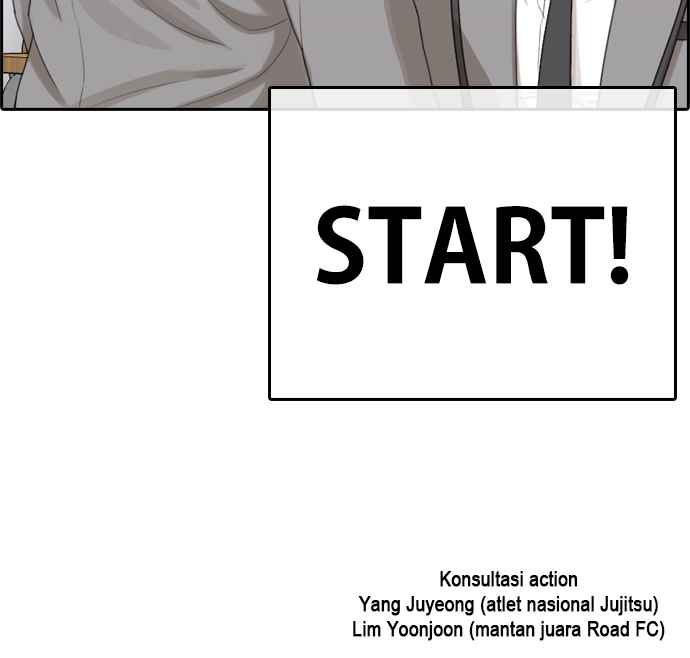 START!
Konsultasi action
Yang Juyeong (atlet nasional Jujitsu)
Lim Yoonjoon (mantan juara Road FC)